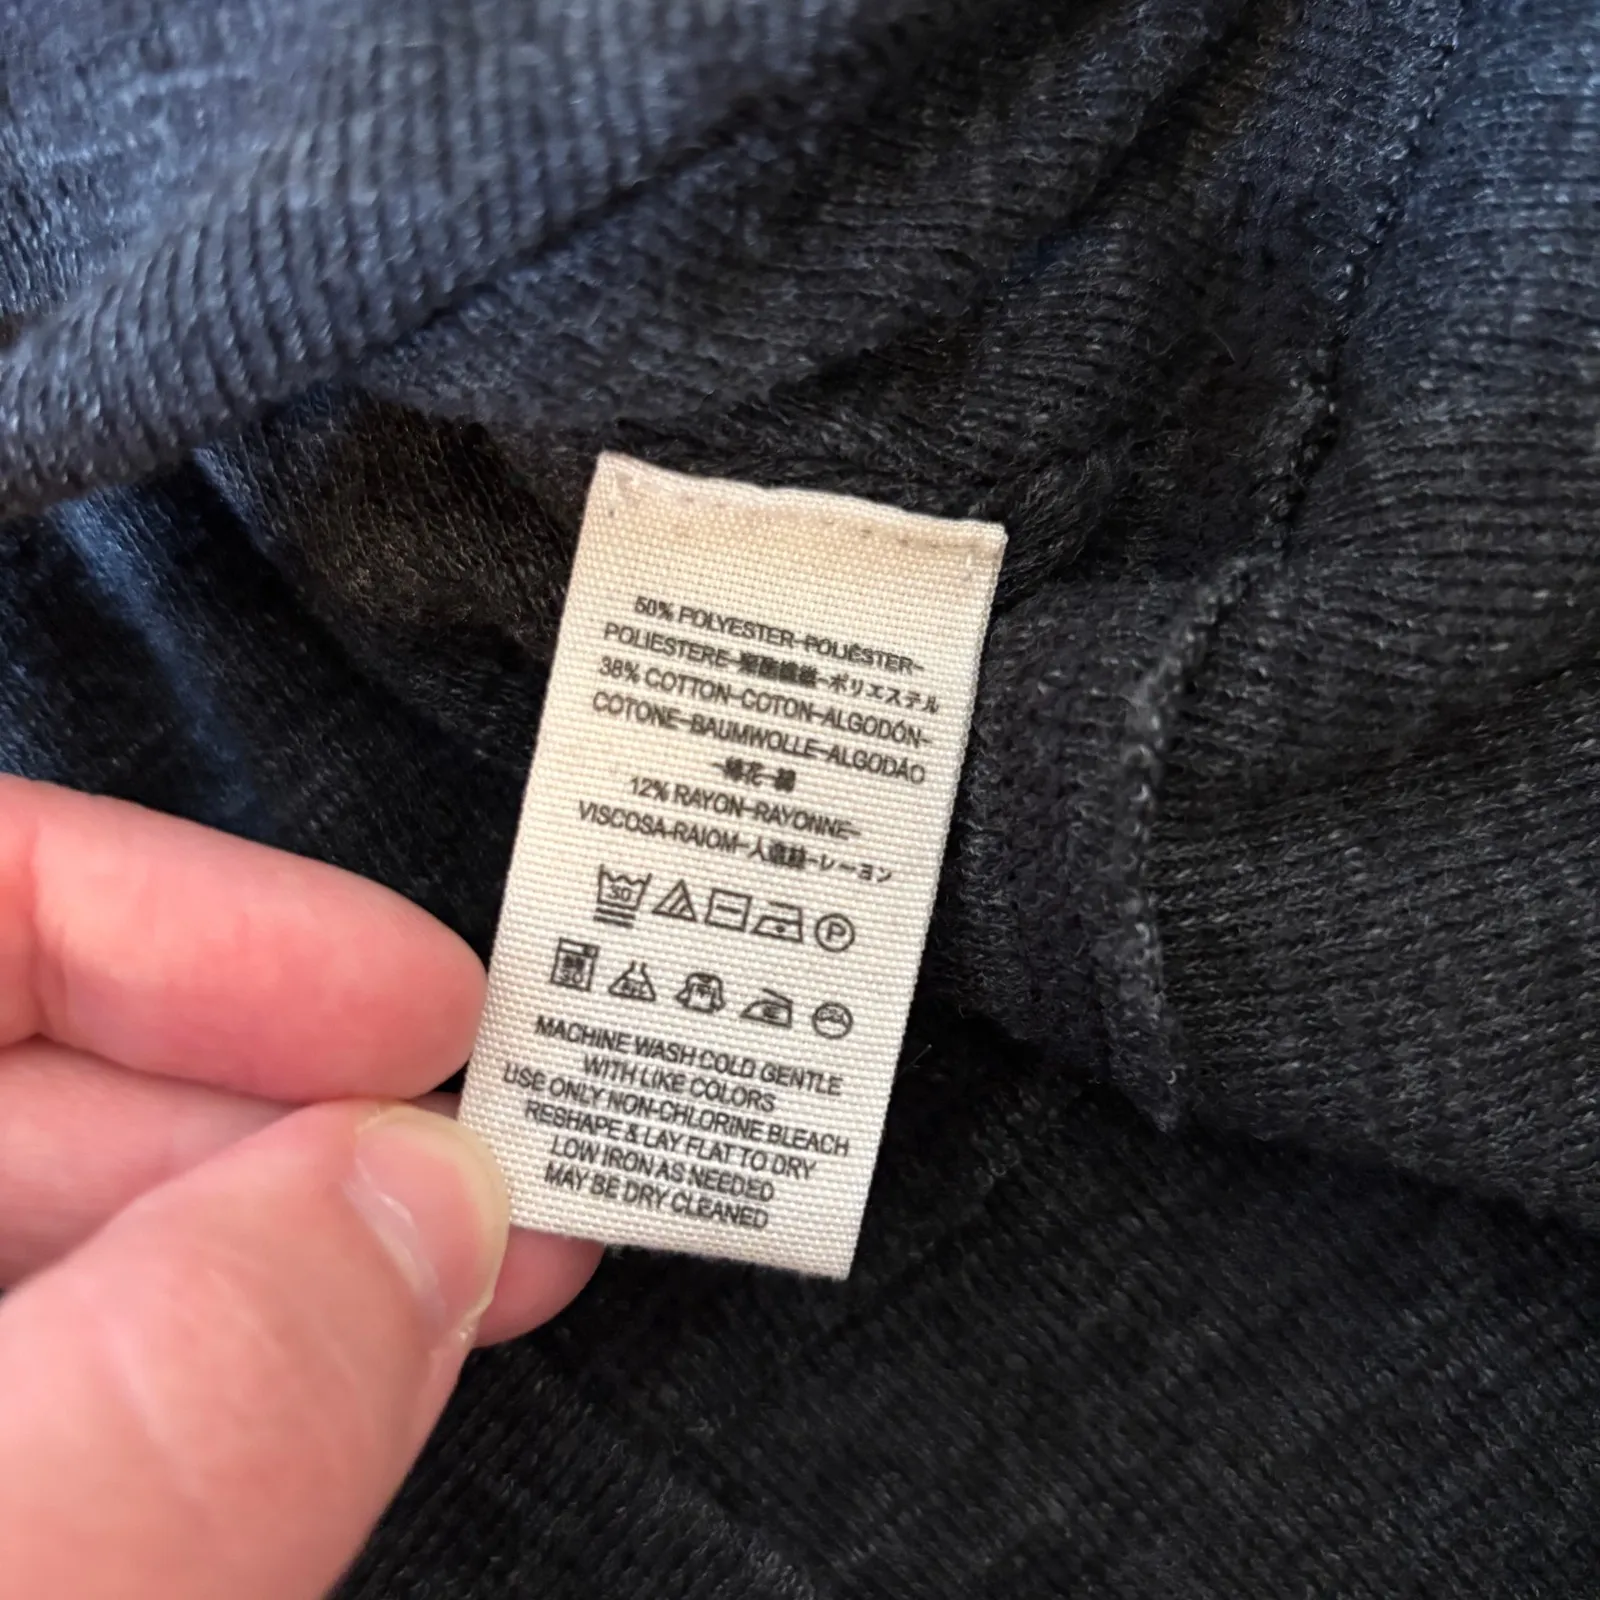 50% POLYESTER-POLIÉSTER-
POLIESTERE-聚酯纖維-ポリエステル
38% COTTON-COTON-ALGODÓN-
COTONE-BAUMWOLLE-ALGODÃO
-棉花-綿
12% RAYON-RAYONNE-
VISCOSA-RAIOM-人造絲-レーヨン
30 P
30
MACHINE WASH COLD GENTLE
WITH LIKE COLORS
USE ONLY NON-CHLORINE BLEACH
RESHAPE & LAY FLAT TO DRY
LOW IRON AS NEEDED
MAY BE DRY CLEANED